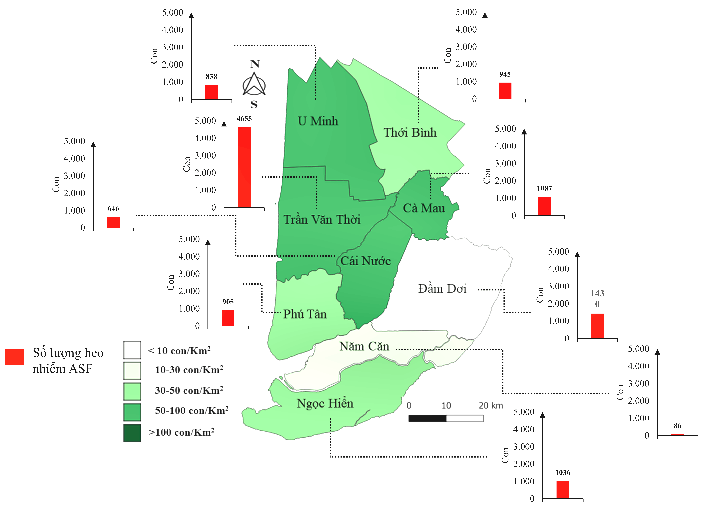 5,000
4,000
3,000
2,000
1,000
0
Con
838
5,000
4,000
3,000
2,000
1,000
0
Con
945
N
S
5,000
4,000
3,000
2,000
1,000
0
Con
4655
5,000
4,000
3,000
2,000
1,000
0
Con
1087
5,000
4,000
3,000
2,000
1,000
0
Con
U Minh
Thới Bình
Trần Văn Thời
Cà Mau
Cái Nước
Đầm Dơi
Phú Tân
Năm Căn
Ngọc Hiển
5,000
4,000
3,000
2,000
1,000
0
Con
5,000
4,000
3,000
2,000
1,000
0
Con
143
0
5,000
4,000
3,000
2,000
1,000
0
Con
86
5,000
4,000
3,000
2,000
1,000
0
Con
1036
Số lượng heo
nhiễm ASF
< 10 con/Km²
10-30 con/Km²
30-50 con/Km²
50-100 con/Km²
>100 con/Km²
0 10 20 km